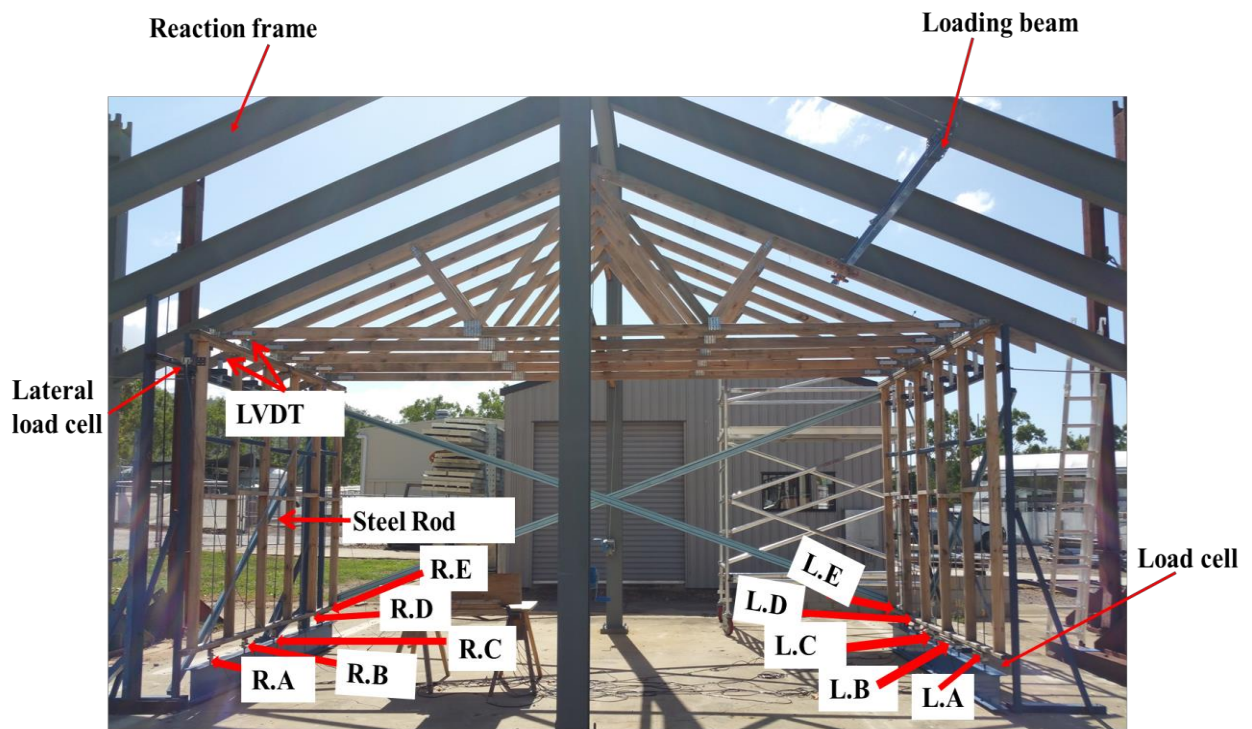 Reaction frame
Loading beam
Lateral
load cell
LVDT
Steel Rod
R.E
R.D
R.C
R.B
R.A
L.E
L.D
L.C
L.B
L.A
Load cell